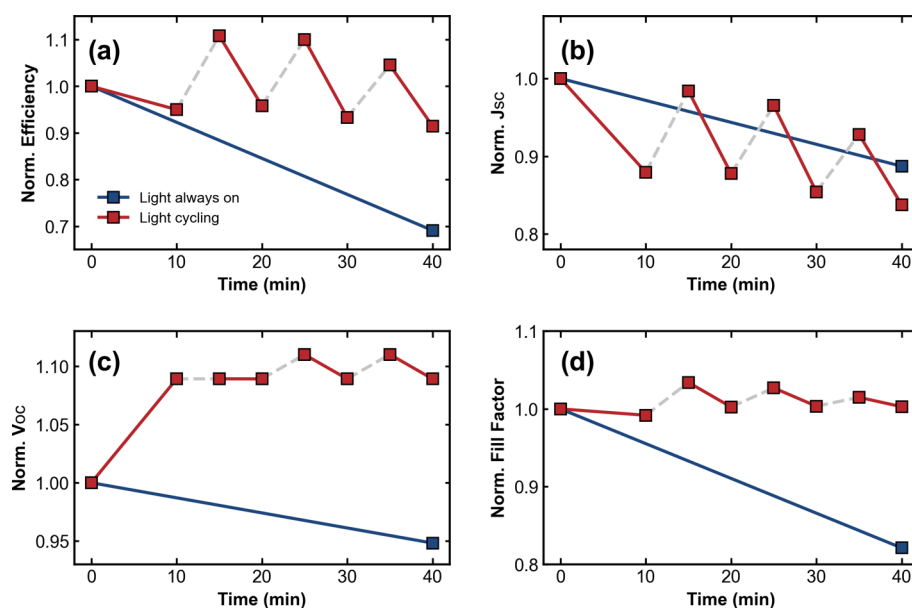 (a)
Norm. Efficiency
1.1
1.0
0.9
0.8
0.7
Light always on
Light cycling
0 10 20 30 40
Time (min)
(b)
Norm. Jsc
1.0
0.9
0.8
0 10 20 30 40
Time (min)
(c)
Norm. Voc
1.10
1.05
1.00
0.95
0 10 20 30 40
Time (min)
(d)
Norm. Fill Factor
1.1
1.0
0.9
0.8
0 10 20 30 40
Time (min)